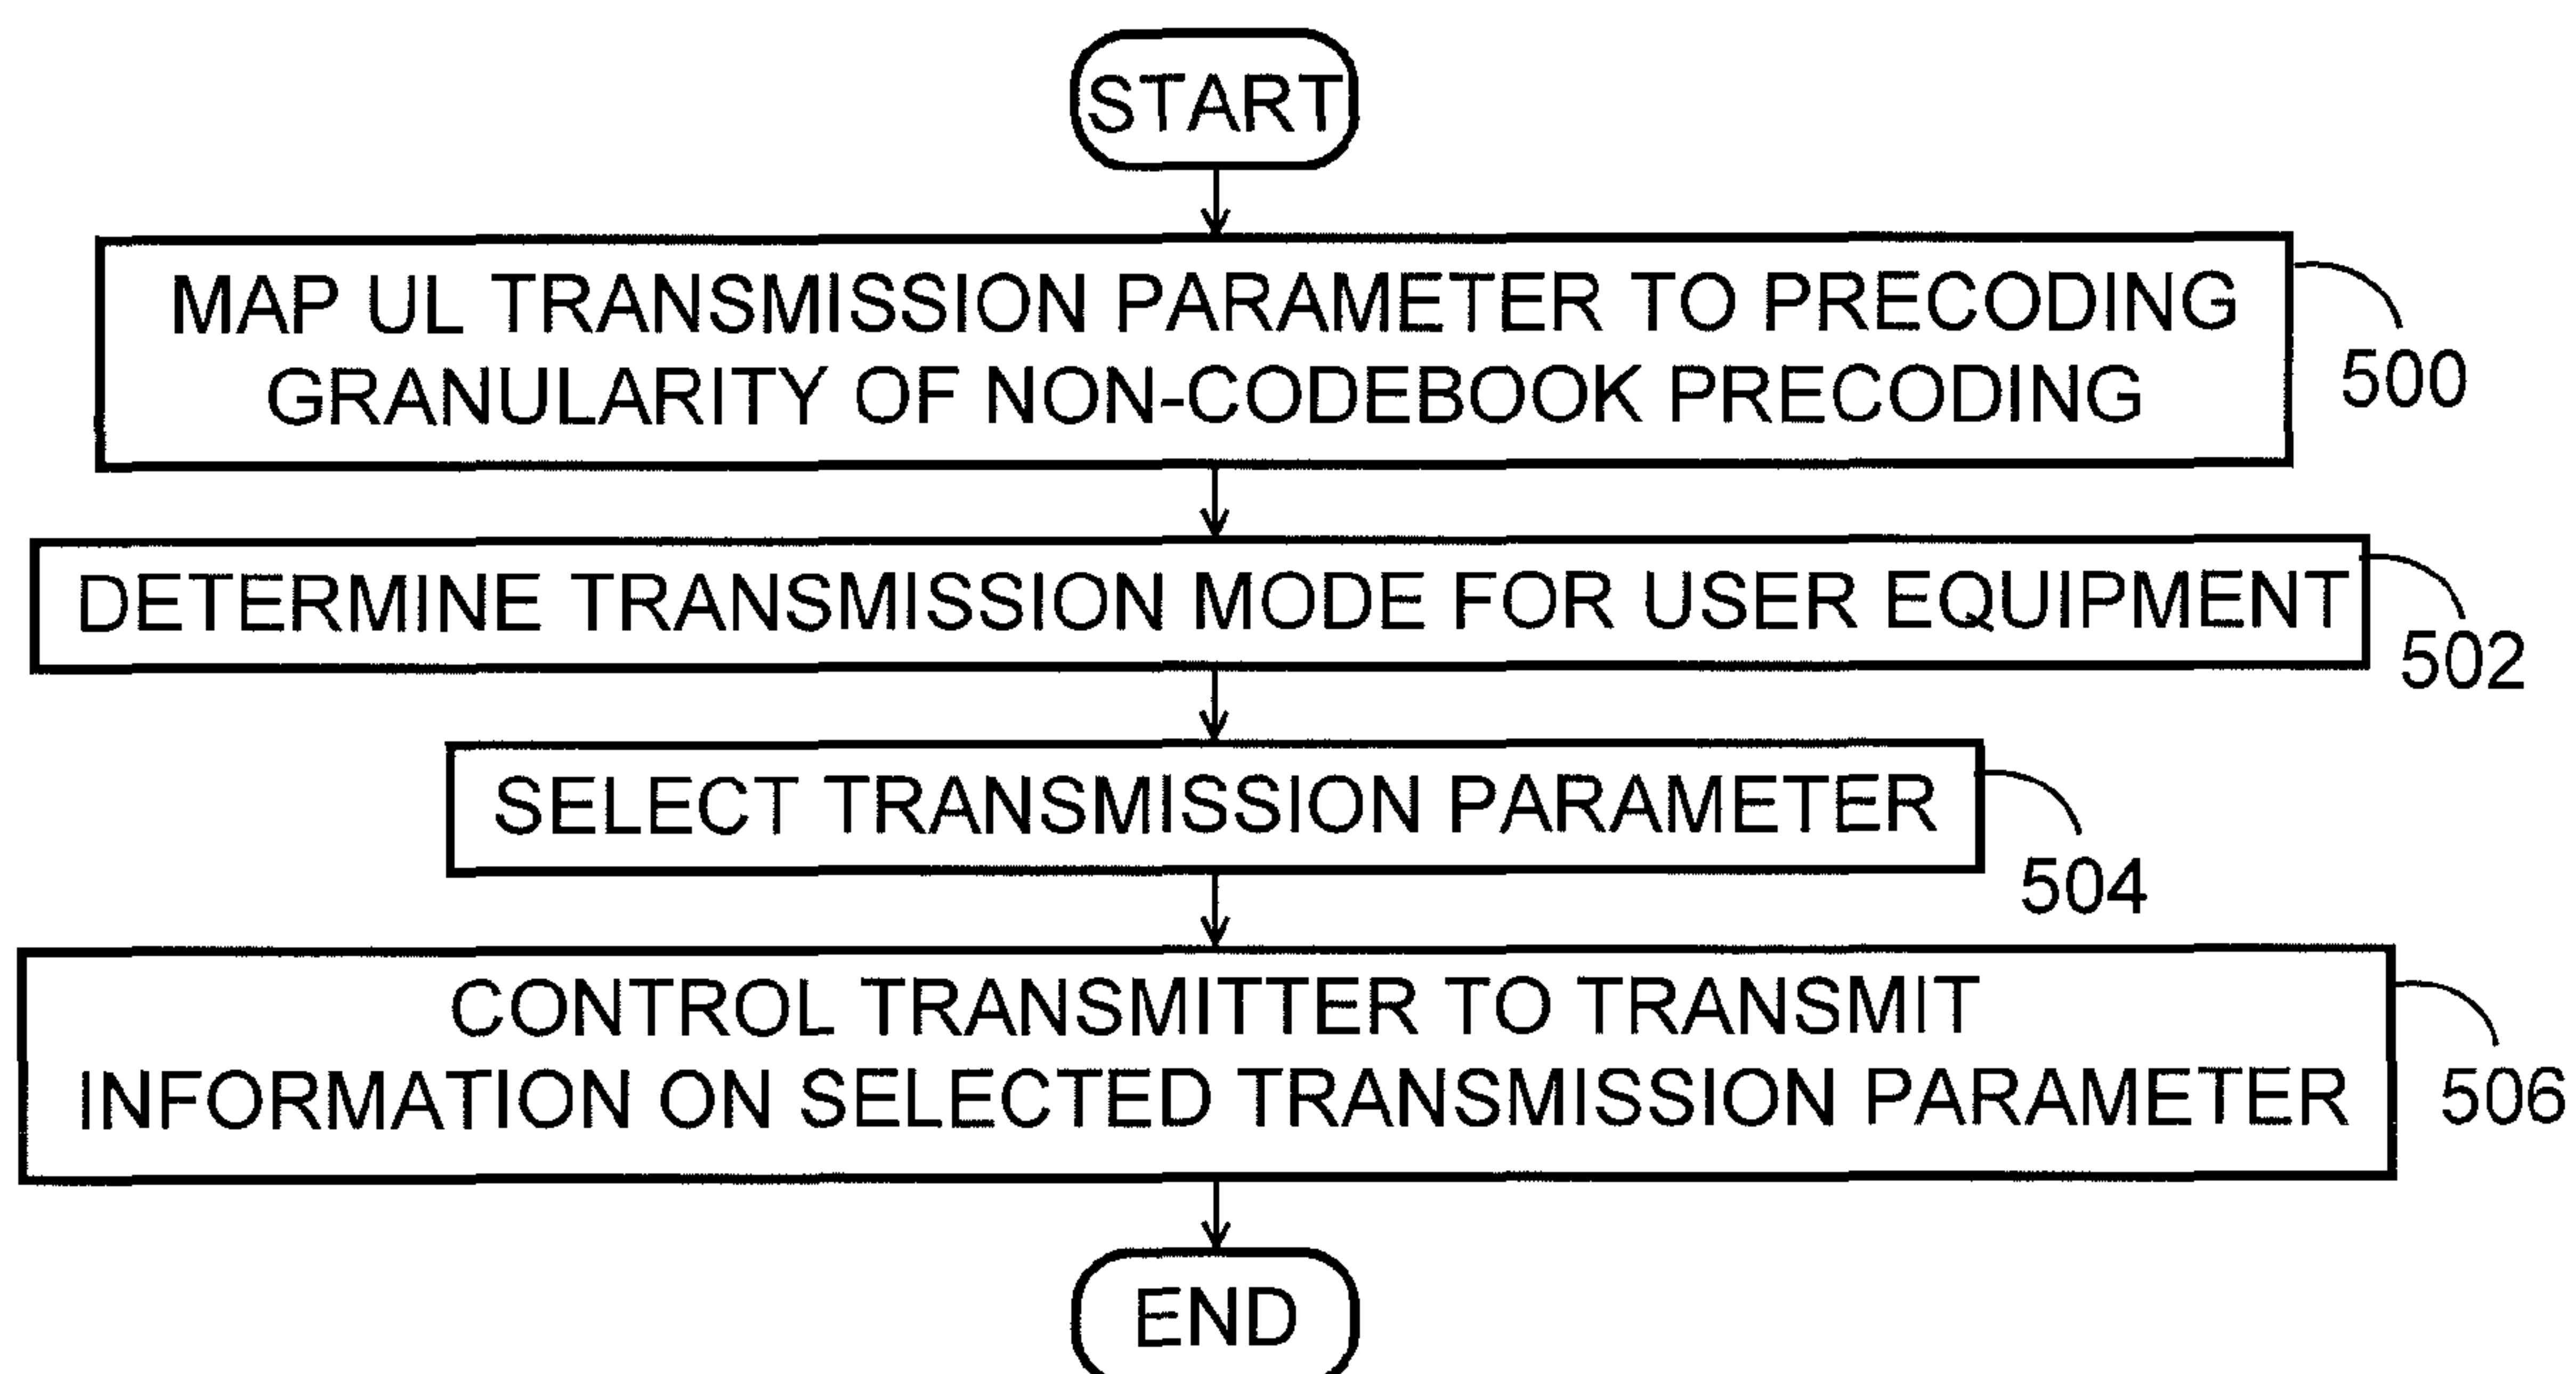 START
MAP UL TRANSMISSION PARAMETER TO PRECODING
GRANULARITY OF NON-CODEBOOK PRECODING
500
DETERMINE TRANSMISSION MODE FOR USER EQUIPMENT
502
SELECT TRANSMISSION PARAMETER
504
CONTROL TRANSMITTER TO TRANSMIT
INFORMATION ON SELECTED TRANSMISSION PARAMETER
506
END